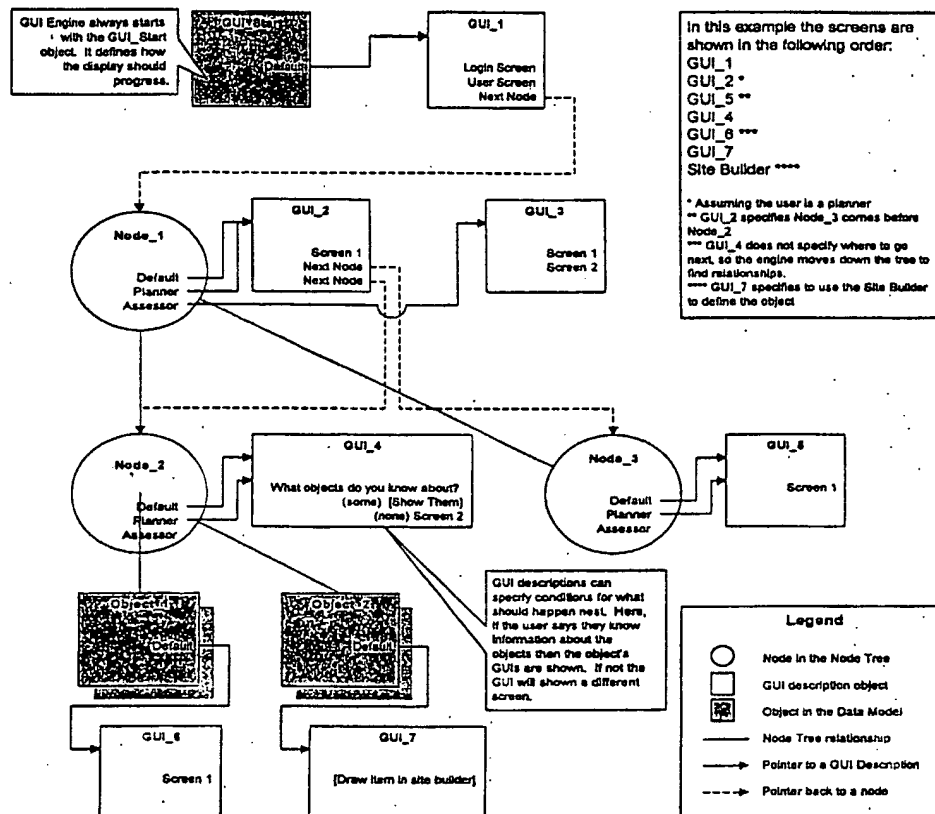 GUI Engine always starts
with the GUI_Start
object. It defines how
the display should
progress.
GUI_Start
Default
GUI_1
Login Screen
User Screen
Next Node
In this example the screens are
shown in the following order:
GUI_1
GUI_2 *
GUI_5 **
GUI_4
GUI_6 ***
GUI_7
Site Builder ****
* Assuming the user is a planner
** GUI_2 specifies Node_3 comes before
Node_2
*** GUI_4 does not specify where to go
next, so the engine moves down the tree to
find relationships.
**** GUI_7 specifies to use the Site Builder
to define the object
Node_1
Default
Planner
Assessor
GUI_2
Screen 1
Next Node
Next Node
GUI_3
Screen 1
Screen 2
Node_2
Default
Planner
Assessor
GUI_4
What objects do you know about?
(some) [Show Them]
(none) Screen 2
Node_3
Default
Planner
Assessor
GUI_5
Screen 1
Object 1
Default
Object 2
Default
GUI descriptions can
specify conditions for what
should happen nest. Here,
if the user says they know
information about the
objects then the object's
GUIs are shown. If not the
GUI will shown a different
screen.
GUI_6
Screen 1
GUI_7
[Draw item in site builder]
Legend
Node in the Node Tree
GUI description object
Object in the Data Model
Node Tree relationship
Pointer to a GUI Description
Pointer back to a node